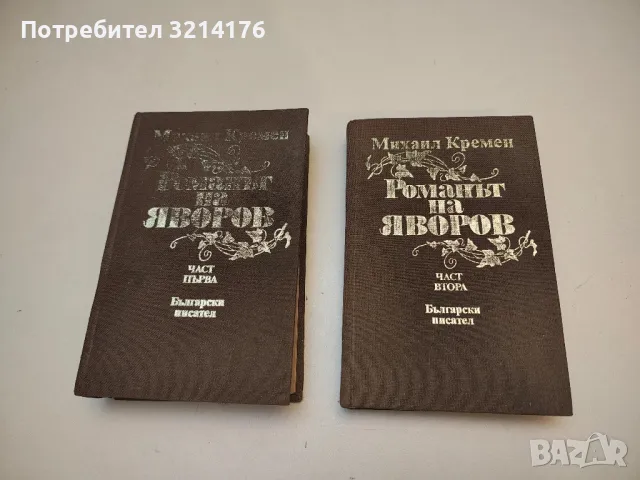 Потребител 3214176
Михаил Кремен
Романът
на
Яворов
ЧАСТ
ПЪРВА
Български
писател
Михаил Кремен
Романът
на
Яворов
ЧАСТ
ВТОРА
Български
писател
BAZAR